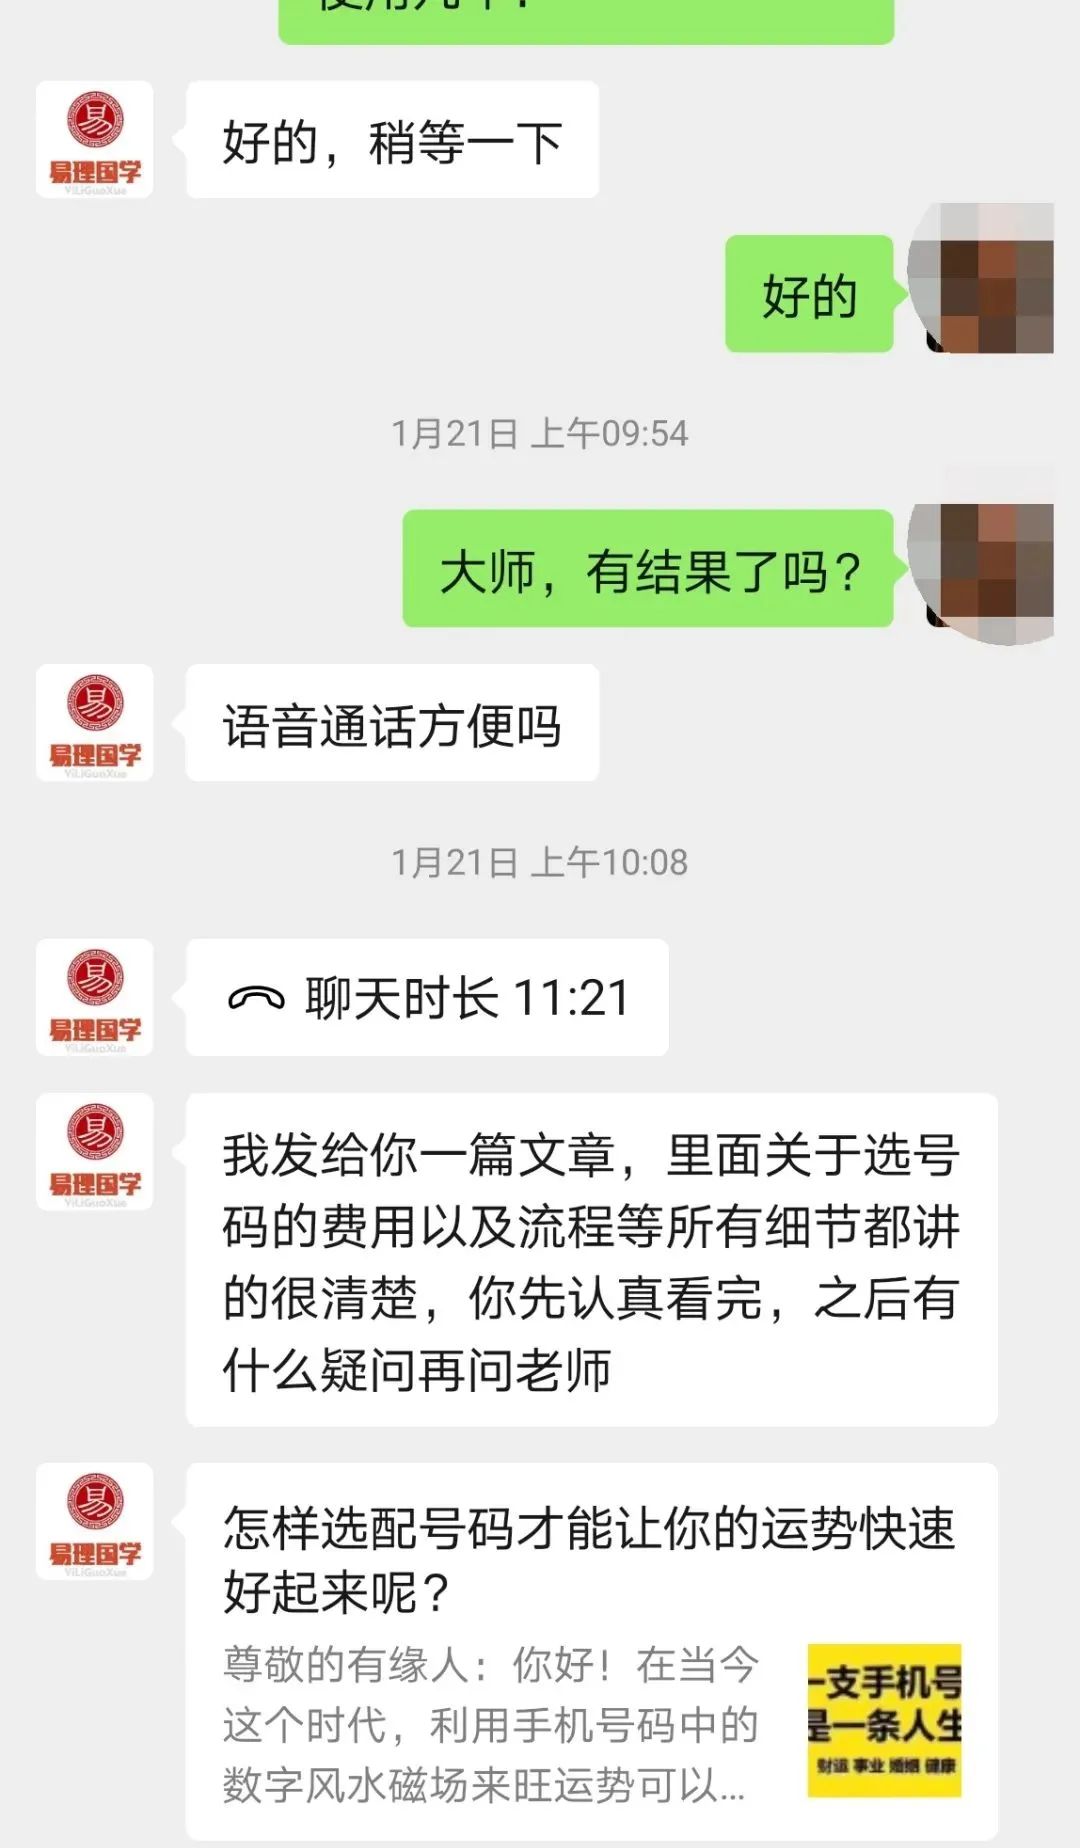 好的，稍等一下
易理国学
YiLiGuoXue
好的
1月21日 上午09:54
大师，有结果了吗？
语音通话方便吗
易理国学
YiLiGuoXue
1月21日 上午10:08
聊天时长 11:21
易理国学
YiLiGuoXue
我发给你一篇文章，里面关于选号
码的费用以及流程等所有细节都讲
的很清楚，你先认真看完，之后有
什么疑问再问老师
易理国学
YiLiGuoXue
怎样选配号码才能让你的运势快速
好起来呢？
易理国学
YiLiGuoXue
尊敬的有缘人：你好！在当今
这个时代，利用手机号码中的
数字风水磁场来旺运势可以...
一支手机号
是一条人生
财运 事业 婚姻 健康